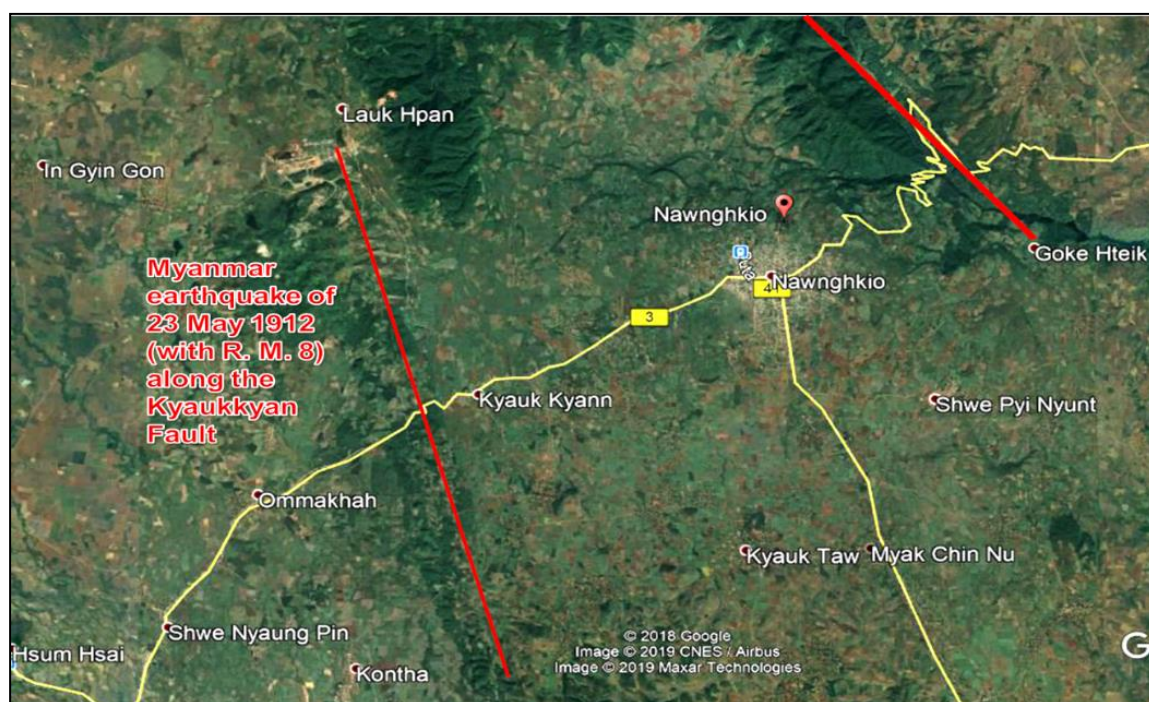 Lauk Hpan
In Gyin Gon
Nawnghkio
Goke Hteik
Myanmar
earthquake of
23 May 1912
(with R. M. 8)
along the
Kyaukkyan
Fault
Nawnghkio
3
Kyauk Kyann
Shwe Pyi Nyunt
Ommakhah
Kyauk Taw
Myak Chin Nu
Shwe Nyaung Pin
Hsum Hsai
Kontha
© 2018 Google
Image © 2019 CNES / Airbus
Image © 2019 Maxar Technologies
G